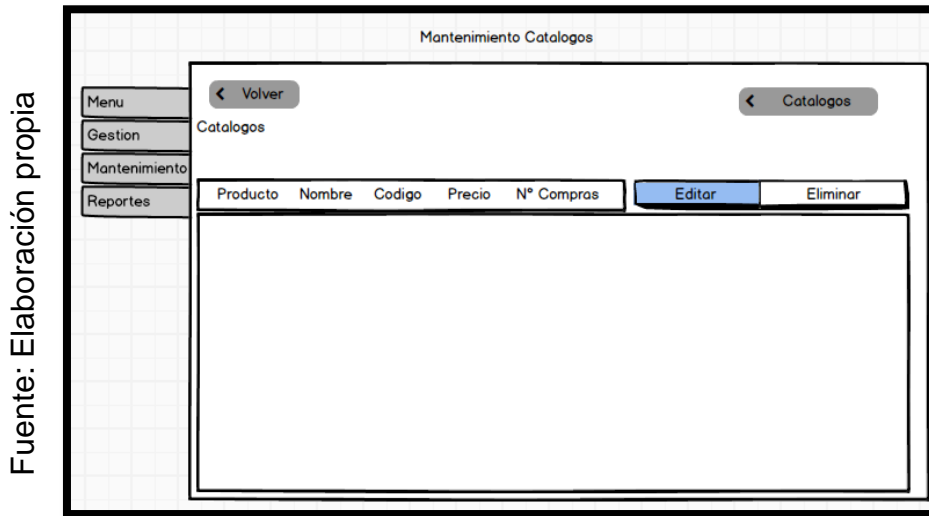 Mantenimiento Catalogos
Volver
Catalogos
Menu
Gestion
Mantenimiento
Reportes
Catalogos
Producto Nombre Codigo Precio N° Compras Editar Eliminar
Fuente: Elaboración propia